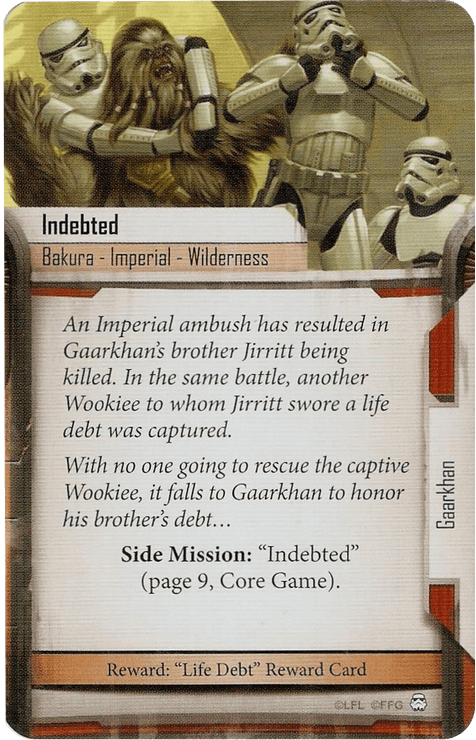 Indebted
Bakura - Imperial - Wilderness
An Imperial ambush has resulted in
Gaarkhan's brother Jirritt being
killed. In the same battle, another
Wookiee to whom Jirritt swore a life
debt was captured.
With no one going to rescue the captive
Wookiee, it falls to Gaarkhan to honor
his brother's debt…
Side Mission: “Indebted”
(page 9, Core Game).
Gaarkhan
Reward: “Life Debt” Reward Card
©LFL ©FFG